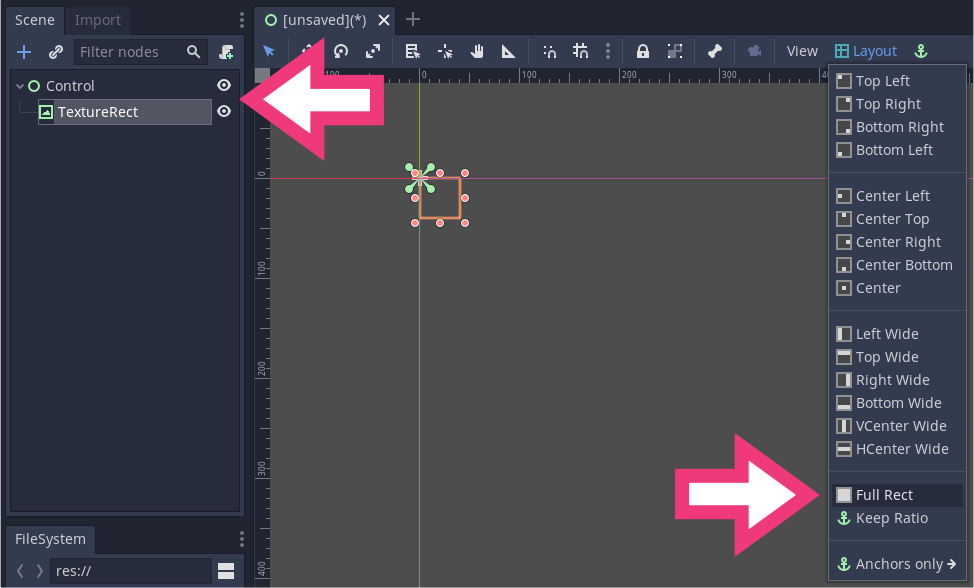 Scene Import
[unsaved](*)
Filter nodes
View Layout
Control
TextureRect
100 0 100 200 300
0
100
200
300
400
Top Left
Top Right
Bottom Right
Bottom Left
Center Left
Center Top
Center Right
Center Bottom
Center
Left Wide
Top Wide
Right Wide
Bottom Wide
VCenter Wide
HCenter Wide
Full Rect
Keep Ratio
Anchors only
FileSystem
res://